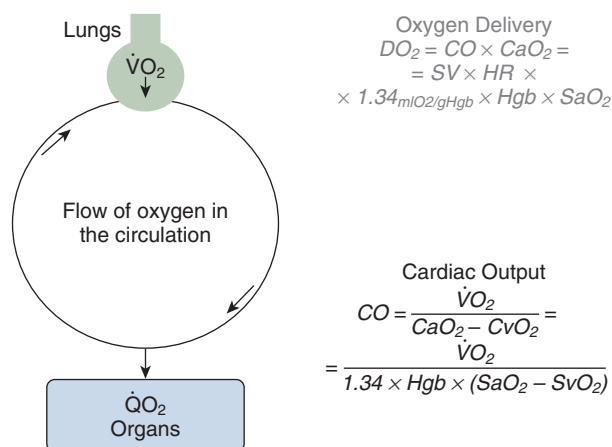 Lungs
V̇O₂
Flow of oxygen in
the circulation
Q̇O₂
Organs
Oxygen Delivery
DO₂ = CO × CaO₂ =
= SV × HR ×
× 1.34mlO2/gHgb × Hgb × SaO₂
Cardiac Output
CO = V̇O₂ / CaO₂ – CvO₂ =
= V̇O₂ / 1.34 × Hgb × (SaO₂ – SvO₂)